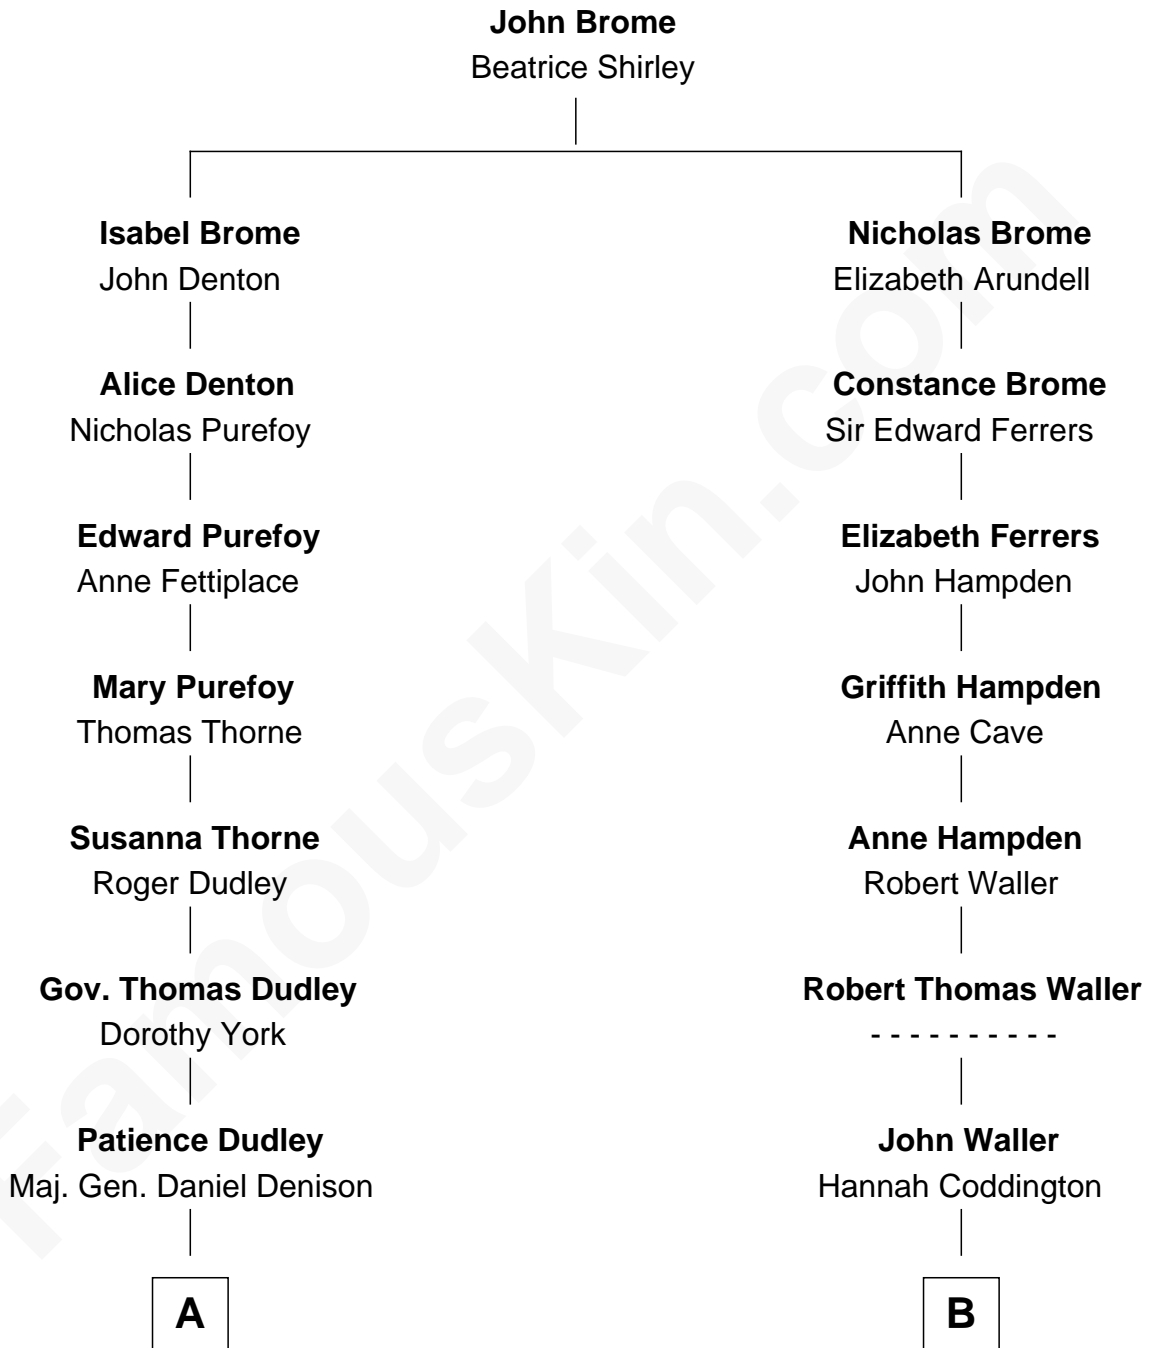 John Brome
Beatrice Shirley
Isabel Brome
John Denton
Nicholas Brome
Elizabeth Arundell
Alice Denton
Nicholas Purefoy
Constance Brome
Sir Edward Ferrers
Edward Purefoy
Anne Fettiplace
Elizabeth Ferrers
John Hampden
Mary Purefoy
Thomas Thorne
Griffith Hampden
Anne Cave
Susanna Thorne
Roger Dudley
Anne Hampden
Robert Waller
Gov. Thomas Dudley
Dorothy York
Robert Thomas Waller
- - - - - - - - - -
Patience Dudley
Maj. Gen. Daniel Denison
John Waller
Hannah Coddington
A
B
FamousKin.com